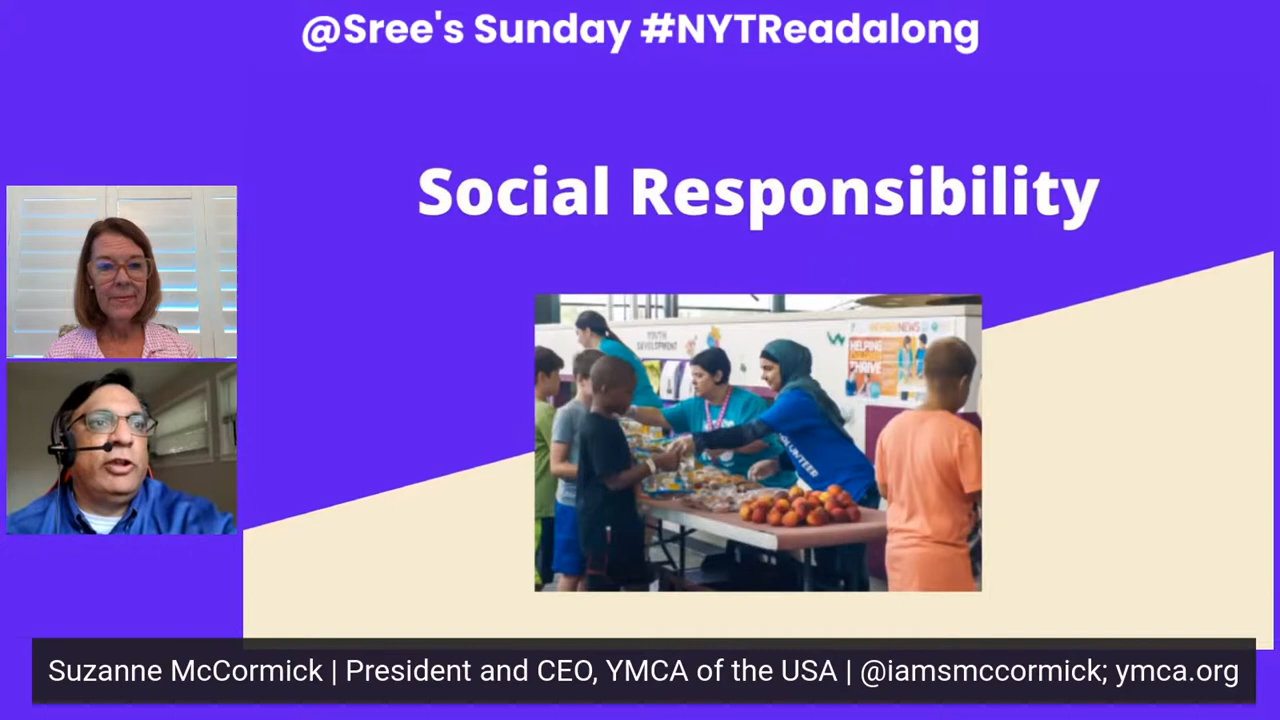 @Sree's Sunday #NYTReadalong
Social Responsibility
YOUTH
DEVELOPMENT
NEWS
HELPING
THRIVE
VOLUNTEER
Suzanne McCormick | President and CEO, YMCA of the USA | @iamsmccormick; ymca.org